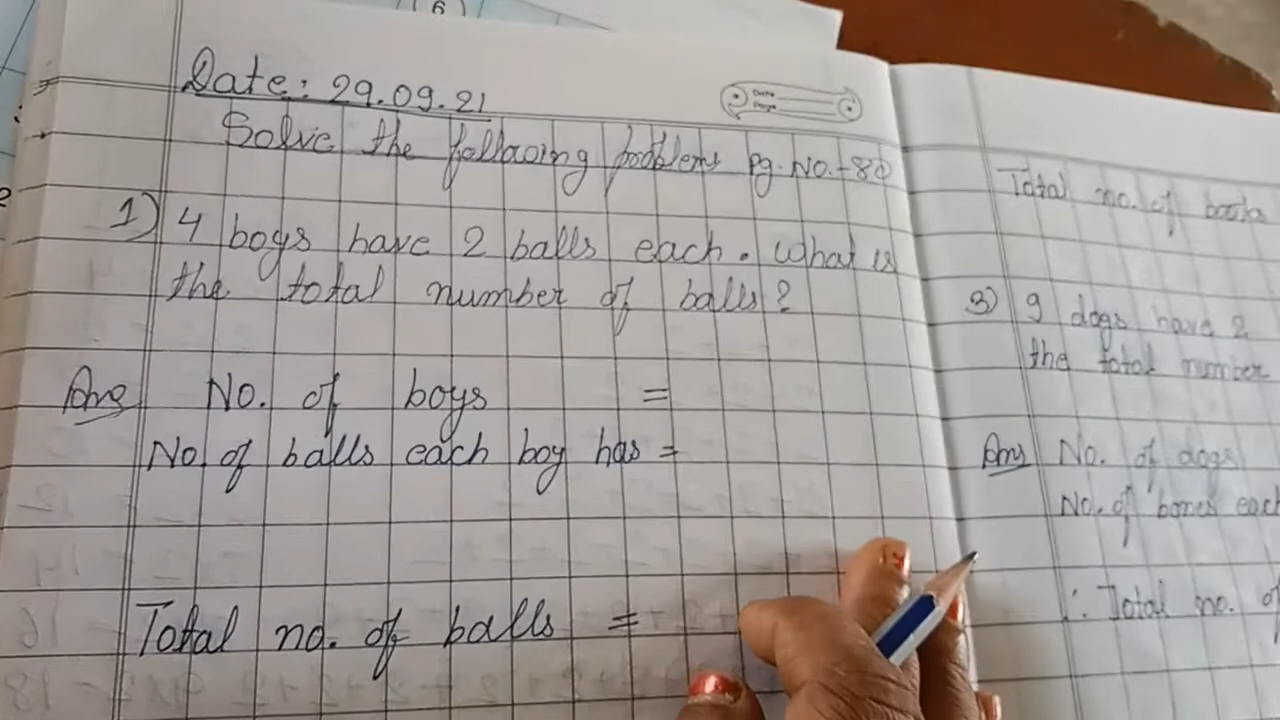 (6)
Date: 29.09.21
Solve the following problems Pg. No.-80
1) 4 boys have 2 balls each. What is
the total number of balls?
Ans No. of boys =
No. of balls each boy has =
Total no. of balls =
Total no. of books
3) 9 dogs have 2
the total number
Ans No. of dogs
No. of bones each
∴ Total no. of